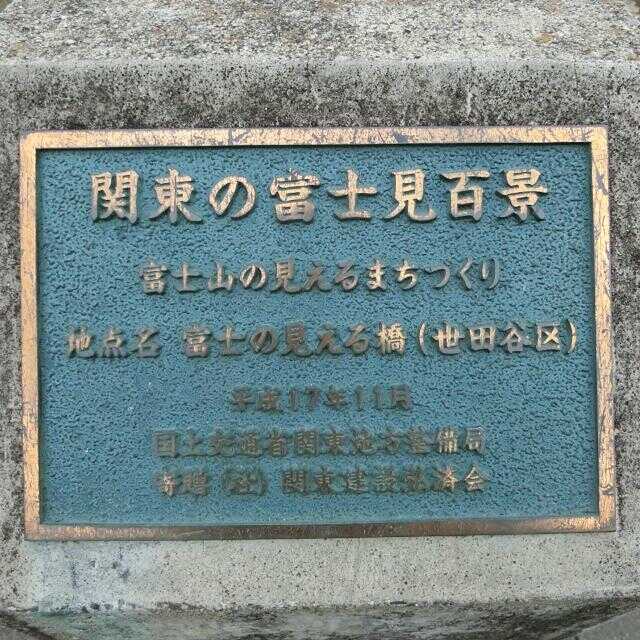 関東の富士見百景
富士山の見えるまちづくり
地点名 富士の見える橋(世田谷区)
平成17年11月
国土交通省関東地方整備局
寄贈(社)関東建設弘済会